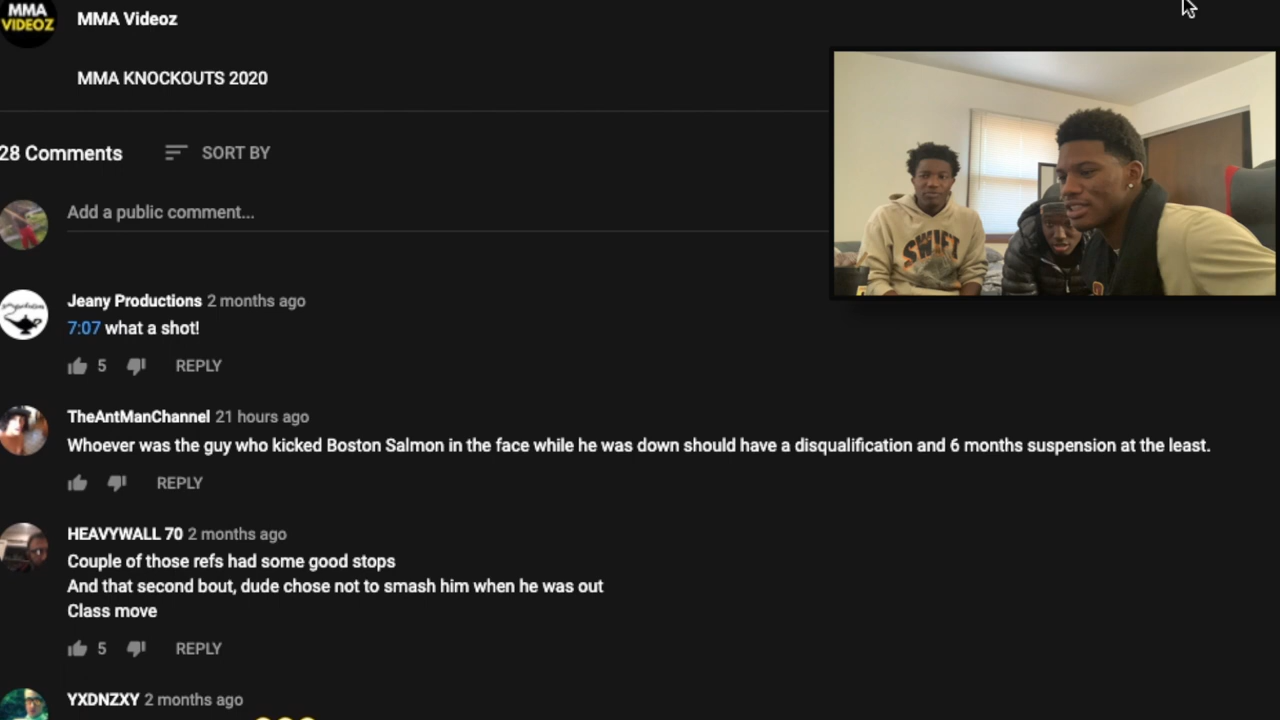 MMA
VIDEOZ
MMA Videoz
MMA KNOCKOUTS 2020
28 Comments
SORT BY
Add a public comment...
SWIFT
Jeany Productions 2 months ago
7:07 what a shot!
5
REPLY
TheAntManChannel 21 hours ago
Whoever was the guy who kicked Boston Salmon in the face while he was down should have a disqualification and 6 months suspension at the least.
REPLY
HEAVYWALL 70 2 months ago
Couple of those refs had some good stops
And that second bout, dude chose not to smash him when he was out
Class move
5
REPLY
YXDNZXY 2 months ago